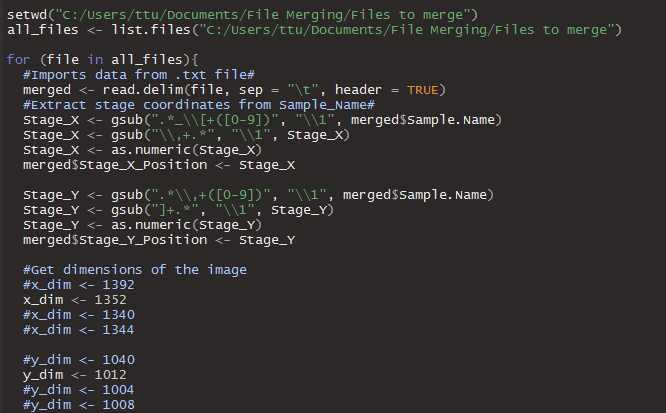 setwd("C:/Users/ttu/Documents/File Merging/Files to merge")
all_files <- list.files("C:/Users/ttu/Documents/File Merging/Files to merge")
for (file in all_files){
#Imports data from .txt file#
merged <- read.delim(file, sep = "\t", header = TRUE)
#Extract stage coordinates from Sample_Name#
Stage_X <- gsub(".*_\\[+([0-9])", "\\1", merged$Sample.Name)
Stage_X <- gsub("\\,+.*", "\\1", Stage_X)
Stage_X <- as.numeric(Stage_X)
merged$Stage_X_Position <- Stage_X
Stage_Y <- gsub(".*\\,+([0-9])", "\\1", merged$Sample.Name)
Stage_Y <- gsub("]+.*", "\\1", Stage_Y)
Stage_Y <- as.numeric(Stage_Y)
merged$Stage_Y_Position <- Stage_Y
#Get dimensions of the image
#x_dim <- 1392
x_dim <- 1352
#x_dim <- 1340
#x_dim <- 1344
#y_dim <- 1040
y_dim <- 1012
#y_dim <- 1004
#y_dim <- 1008